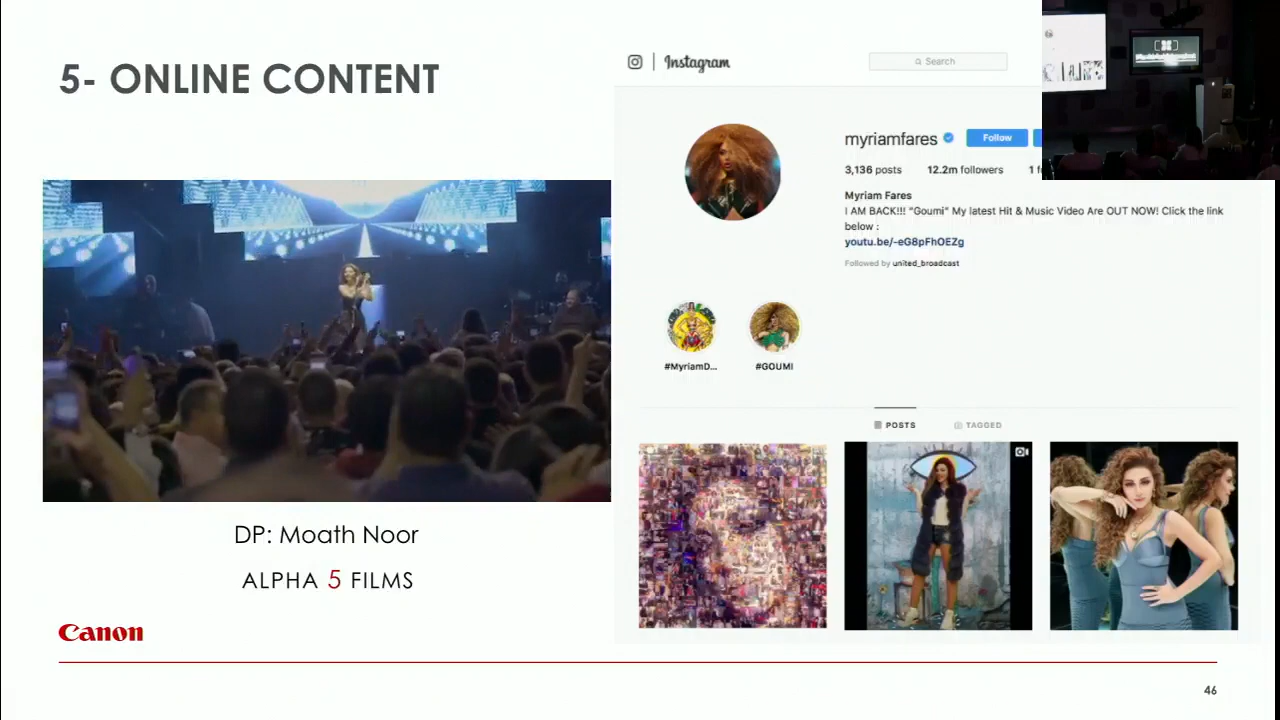 5- ONLINE CONTENT
Instagram
Search
myriamfares
Follow
3,136 posts 12.2m followers 1 f
Myriam Fares
I AM BACK!!! "Goumi" My latest Hit & Music Video Are OUT NOW! Click the link
below :
youtu.be/-eG8pFhOEZg
Followed by united_broadcast
#MyriamD... #GOUMI
POSTS TAGGED
DP: Moath Noor
ALPHA 5 FILMS
Canon
46